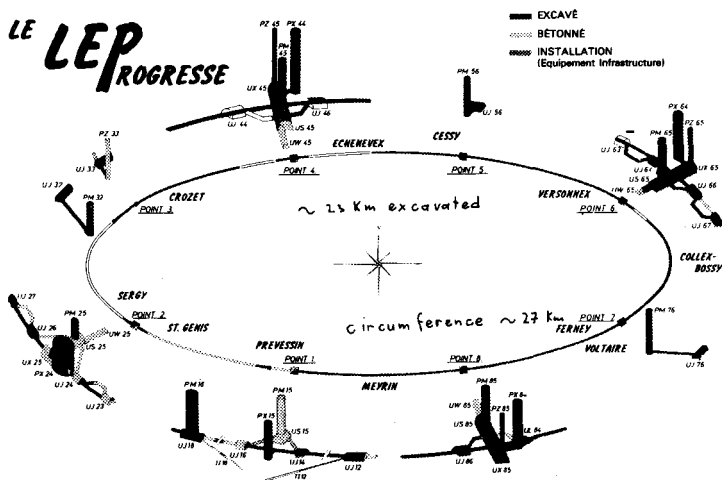 LE LEP PROGRESSE
EXCAVÉ
BÉTONNÉ
INSTALLATION
(Equipement Infrastructure)
PZ 45
PX 44
PM 45
UX 45
UJ 44
UJ 46
US 45
UW 45
PM 56
UJ 56
PX 64
PZ 65
PM 65
UJ 63
UJ 64
UX 65
US 65
UW 65
UJ 66
UJ 67
PZ 33
UJ 33
UJ 32
PM 32
ECHENEVEX
CESSY
POINT 4
POINT 5
CROZET
POINT 3
VERSONNEX
POINT 6
~ 23 Km excavated
COLLEX-
BOSSY
SERGY
POINT 2
ST. GENIS
circumference ~ 27 Km
POINT 7
FERNEY
VOLTAIRE
PREVESSIN
POINT 1
MEYRIN
POINT 8
UJ 27
UJ 26
PM 25
UW 25
US 25
UX 25
PX 24
UJ 24
UJ 23
PM 76
UJ 76
PM 18
UJ 18
TI 18
PM 15
PX 15
US 15
UJ 16
UJ 14
UJ 12
TI 12
PM 85
UW 85
PZ 85
PX 84
US 85
UL 84
UJ 86
UX 85